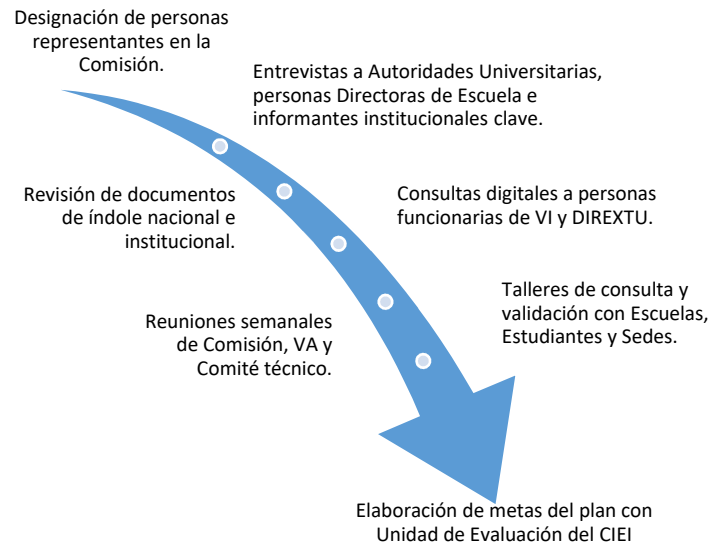 Designación de personas
representantes en la
Comisión.
Entrevistas a Autoridades Universitarias,
personas Directoras de Escuela e
informantes institucionales clave.
Revisión de documentos
de índole nacional e
institucional.
Consultas digitales a personas
funcionarias de VI y DIREXTU.
Reuniones semanales
de Comisión, VA y
Comité técnico.
Talleres de consulta y
validación con Escuelas,
Estudiantes y Sedes.
Elaboración de metas del plan con
Unidad de Evaluación del CIEI